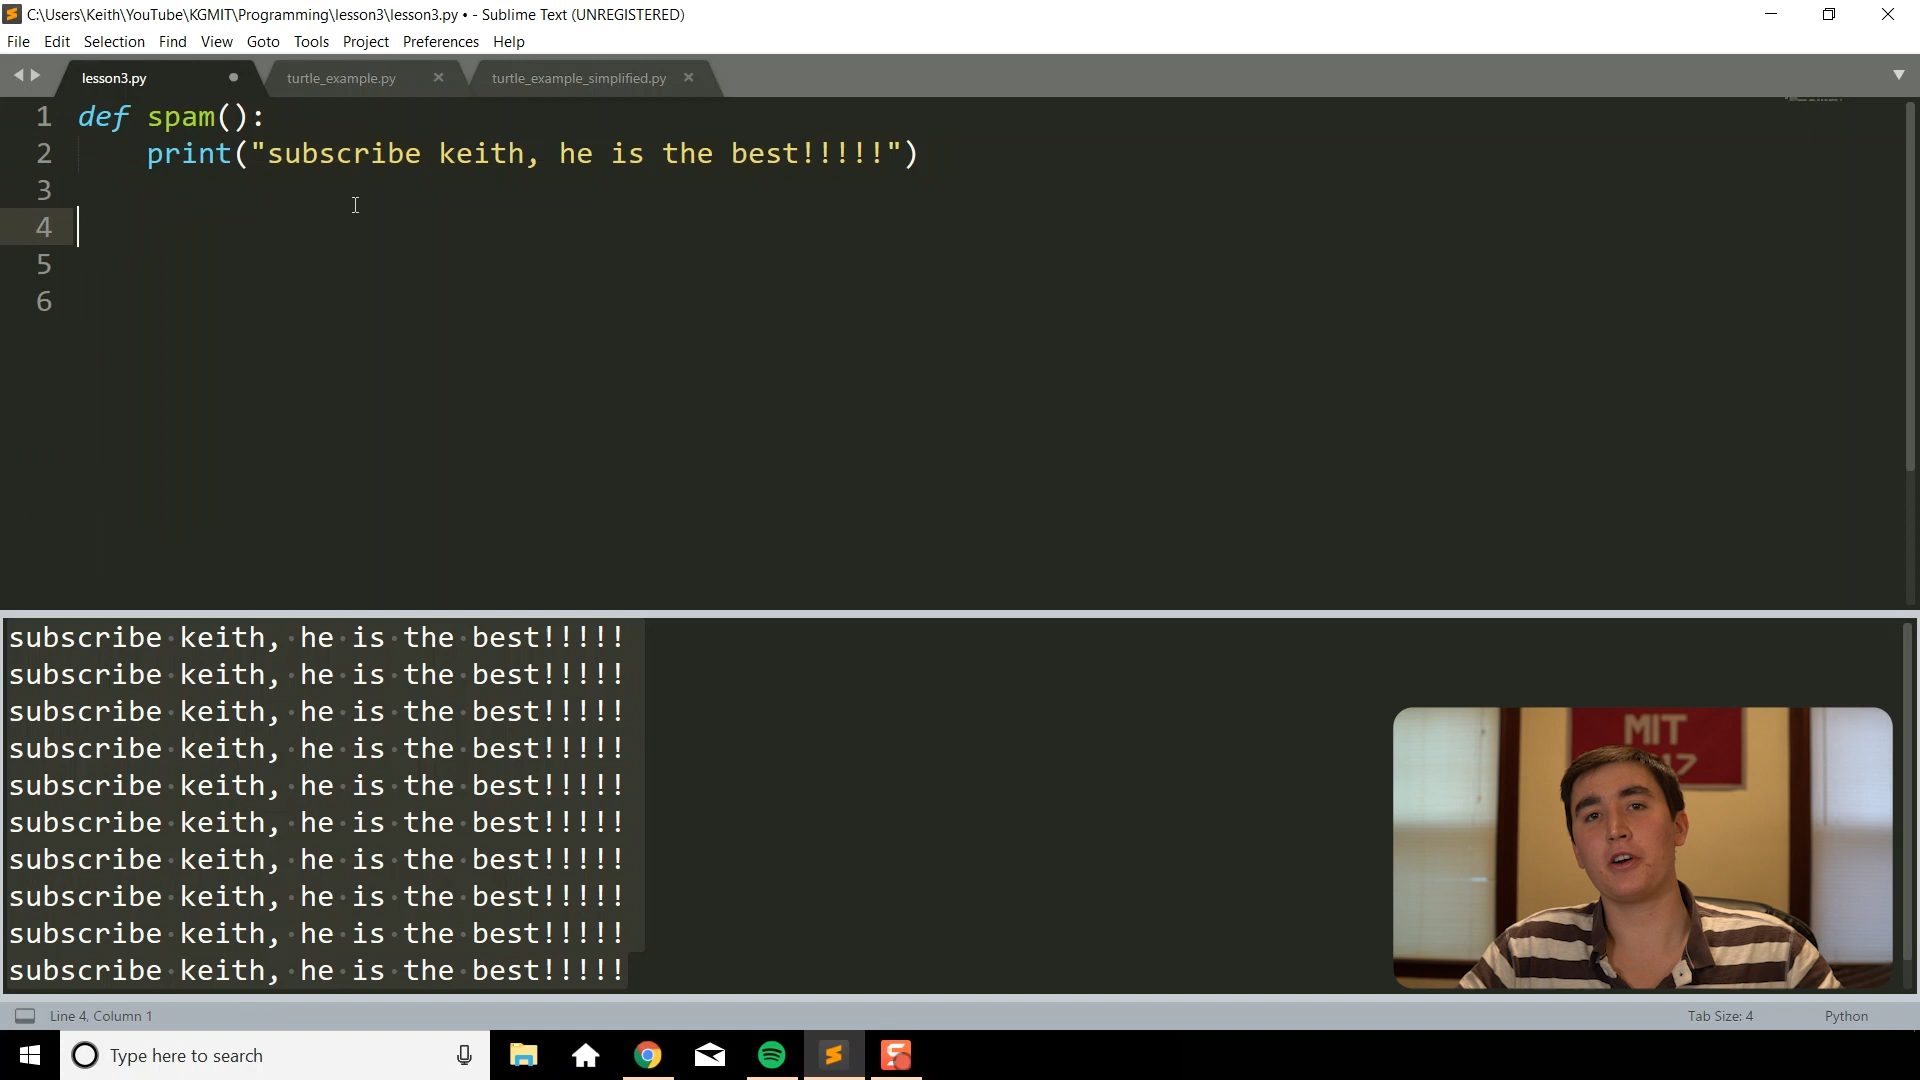 C:\Users\Keith\YouTube\KGMIT\Programming\lesson3\lesson3.py • - Sublime Text (UNREGISTERED)
File Edit Selection Find View Goto Tools Project Preferences Help
lesson3.py turtle_example.py turtle_example_simplified.py
1 def spam():
2 print("subscribe keith, he is the best!!!!!")
3
4
5
6
subscribe keith, he is the best!!!!!
subscribe keith, he is the best!!!!!
subscribe keith, he is the best!!!!!
subscribe keith, he is the best!!!!!
subscribe keith, he is the best!!!!!
subscribe keith, he is the best!!!!!
subscribe keith, he is the best!!!!!
subscribe keith, he is the best!!!!!
subscribe keith, he is the best!!!!!
subscribe keith, he is the best!!!!!
MIT
Line 4, Column 1 Tab Size: 4 Python
Type here to search